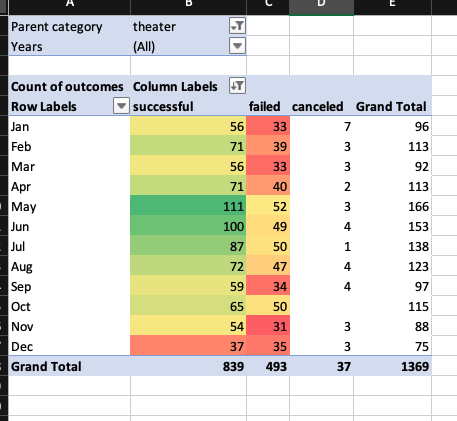 A B C D E
Parent category theater
Years (All)
Count of outcomes Column Labels
Row Labels successful failed canceled Grand Total
Jan 56 33 7 96
Feb 71 39 3 113
Mar 56 33 3 92
Apr 71 40 2 113
May 111 52 3 166
Jun 100 49 4 153
Jul 87 50 1 138
Aug 72 47 4 123
Sep 59 34 4 97
Oct 65 50 115
Nov 54 31 3 88
Dec 37 35 3 75
Grand Total 839 493 37 1369